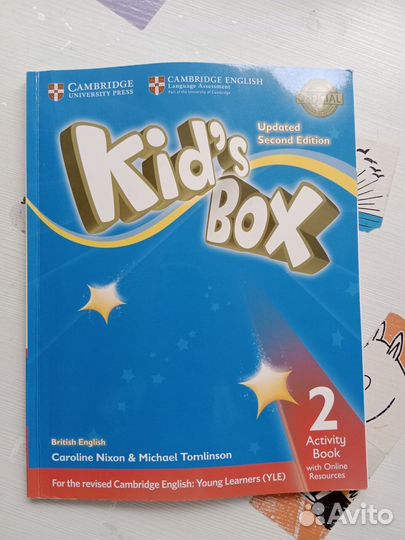 CAMBRIDGE
UNIVERSITY PRESS
CAMBRIDGE ENGLISH
Language Assessment
Part of the University of Cambridge
Updated
Second Edition
Kid's
BOX
2
Activity
Book
with Online
Resources
British English
Caroline Nixon & Michael Tomlinson
For the revised Cambridge English: Young Learners (YLE)
Avito